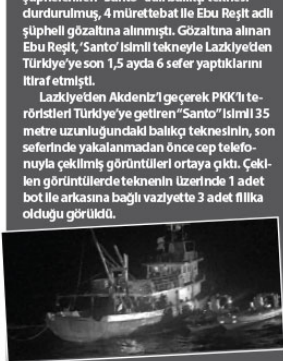 durdurulmuş, 4 mürettebat ile Ebu Reşit adlı
şüpheli gözaltına alınmıştı. Gözaltına alınan
Ebu Reşit, 'Santo' isimli tekneyle Lazkiye'den
Türkiye'ye son 1,5 ayda 6 sefer yaptıklarını
itiraf etmişti.
Lazkiye'den Akdeniz'i geçerek PKK'lı te-
röristleri Türkiye'ye getiren "Santo" isimli 35
metre uzunluğundaki balıkçı teknesinin, son
seferinde yakalanmadan önce cep telefo-
nuyla çekilmiş görüntüleri ortaya çıktı. Çeki-
len görüntülerde teknenin üzerinde 1 adet
bot ile arkasına bağlı vaziyette 3 adet filika
olduğu görüldü.